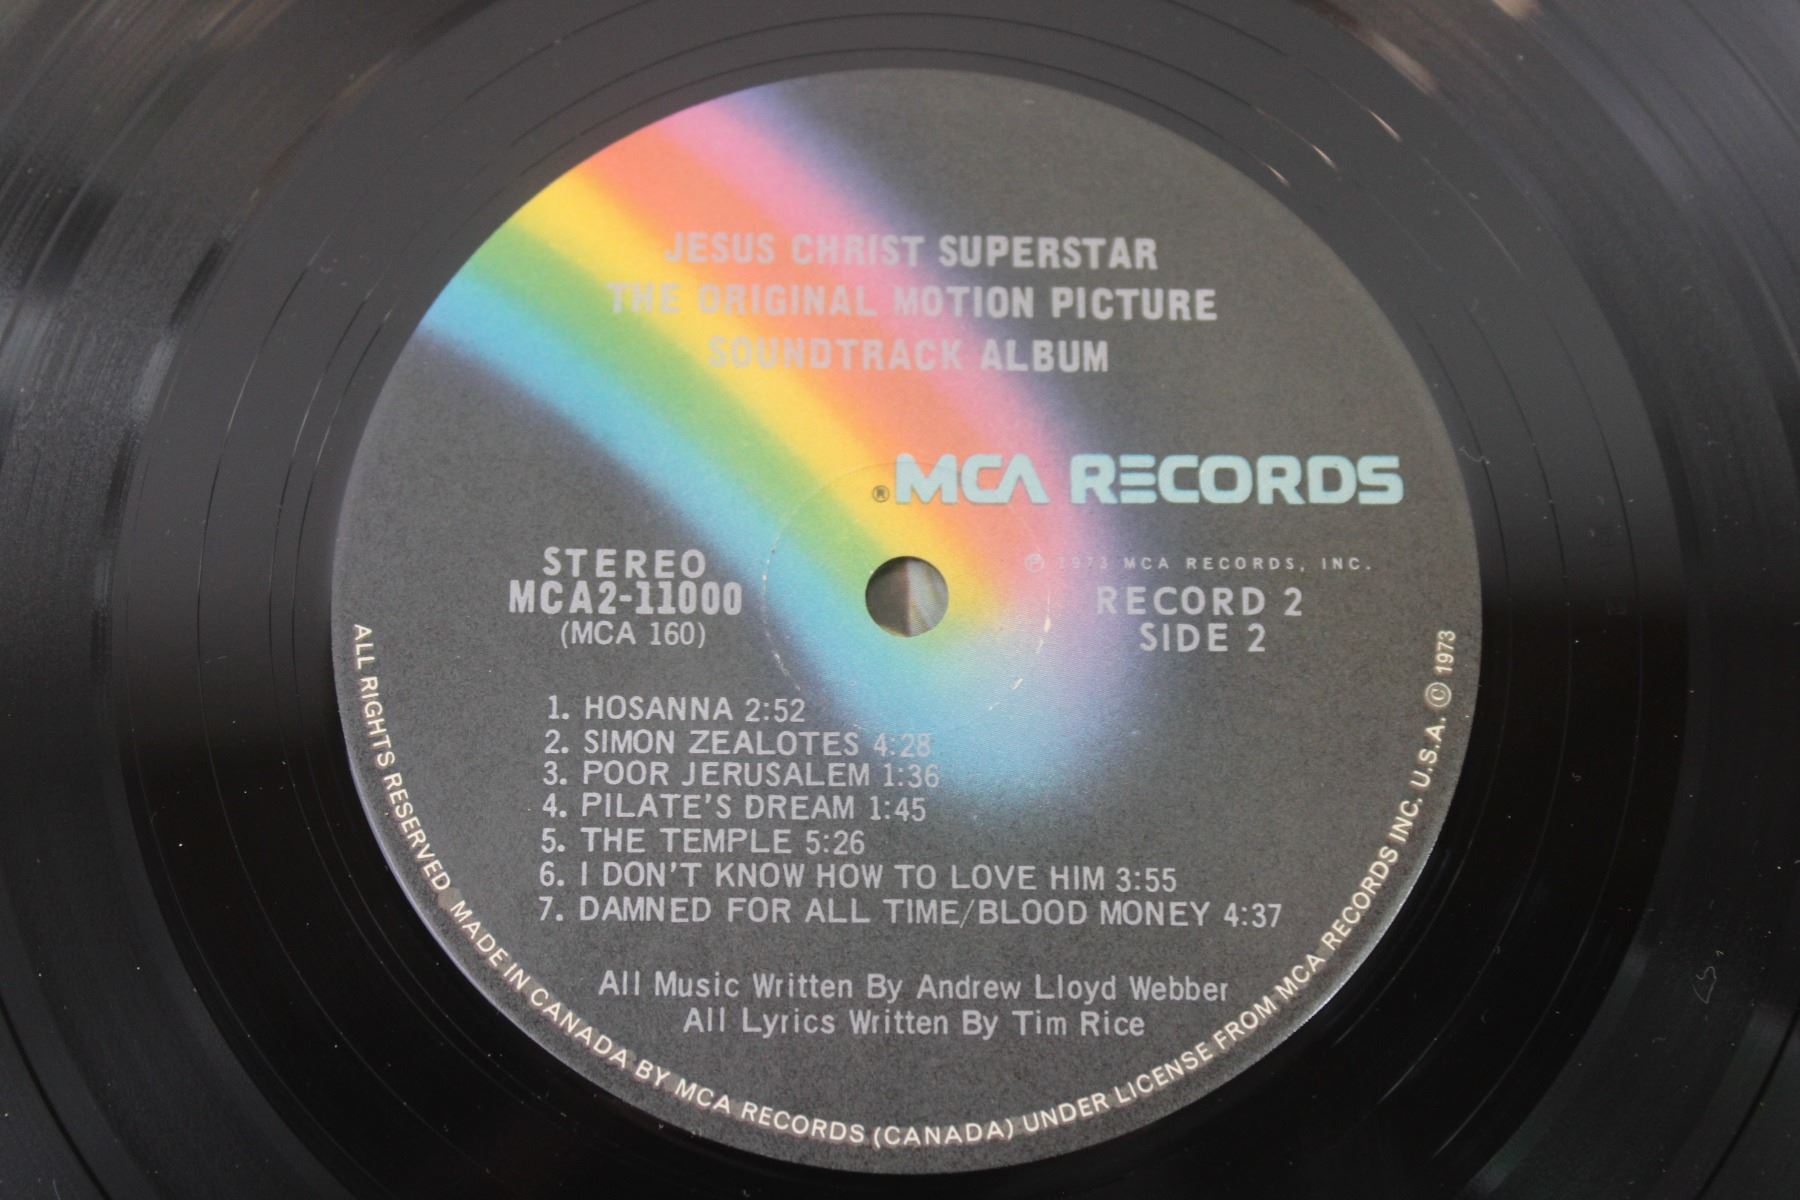 JESUS CHRIST SUPERSTAR
THE ORIGINAL MOTION PICTURE
SOUNDTRACK ALBUM
®MCA RECORDS
STEREO
MCA2-11000
(MCA 160)
℗ 1973 MCA RECORDS, INC.
RECORD 2
SIDE 2
1. HOSANNA 2:52
2. SIMON ZEALOTES 4:28
3. POOR JERUSALEM 1:36
4. PILATE'S DREAM 1:45
5. THE TEMPLE 5:26
6. I DON'T KNOW HOW TO LOVE HIM 3:55
7. DAMNED FOR ALL TIME/BLOOD MONEY 4:37
All Music Written By Andrew Lloyd Webber
All Lyrics Written By Tim Rice
ALL RIGHTS RESERVED MADE IN CANADA BY MCA RECORDS (CANADA) UNDER LICENSE FROM MCA RECORDS INC. U.S.A. © 1973